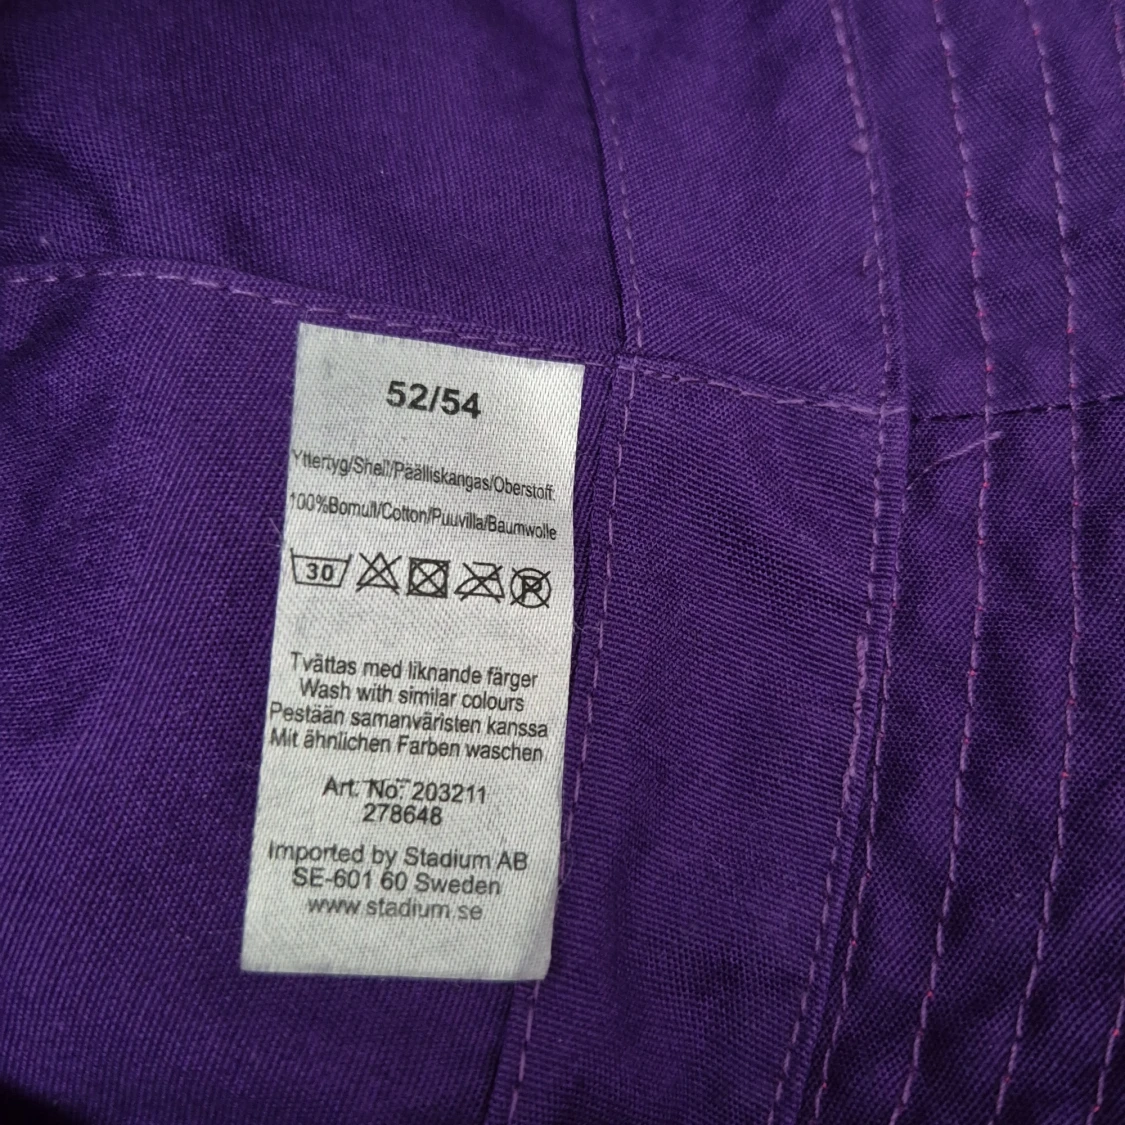 52/54
Yttertyg/Shell/Päälliskangas/Oberstoff:
100%Bomull/Cotton/Puuvilla/Baumwolle
30
P
Tvättas med liknande färger
Wash with similar colours
Pestään samanväristen kanssa
Mit ähnlichen Farben waschen
Art. No: 203211
278648
Imported by Stadium AB
SE-601 60 Sweden
www stadium se